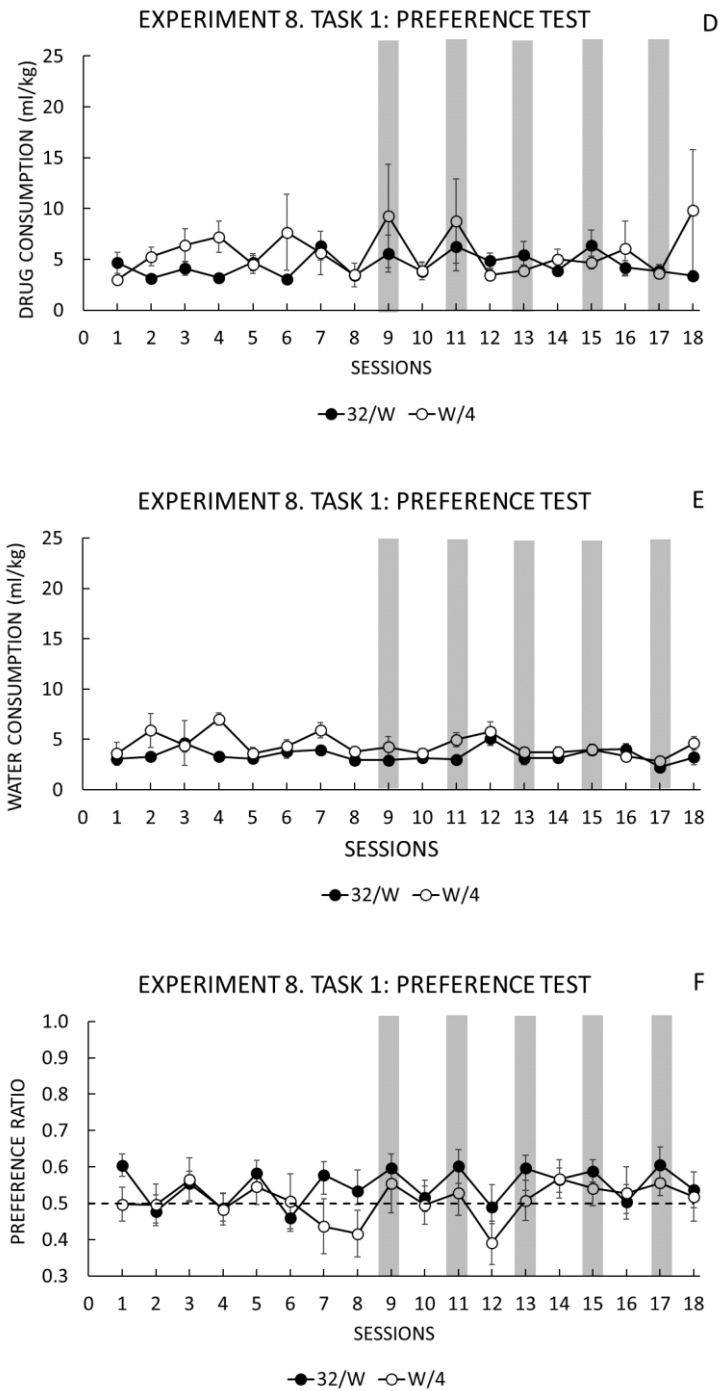 EXPERIMENT 8. TASK 1: PREFERENCE TEST
D
DRUG CONSUMPTION (ml/kg)
25
20
15
10
5
0
0 1 2 3 4 5 6 7 8 9 10 11 12 13 14 15 16 17 18
SESSIONS
32/W W/4
EXPERIMENT 8. TASK 1: PREFERENCE TEST
E
WATER CONSUMPTION (ml/kg)
25
20
15
10
5
0
0 1 2 3 4 5 6 7 8 9 10 11 12 13 14 15 16 17 18
SESSIONS
32/W W/4
EXPERIMENT 8. TASK 1: PREFERENCE TEST
F
PREFERENCE RATIO
1.0
0.9
0.8
0.7
0.6
0.5
0.4
0.3
0 1 2 3 4 5 6 7 8 9 10 11 12 13 14 15 16 17 18
SESSIONS
32/W W/4